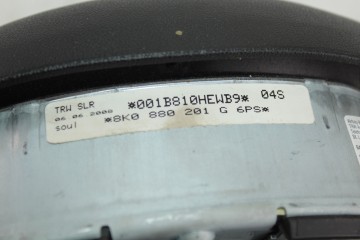 TRW SLR
*001B810HEWB9* 04S
06 06 2008
soul
*8K0 880 201 G 6PS*